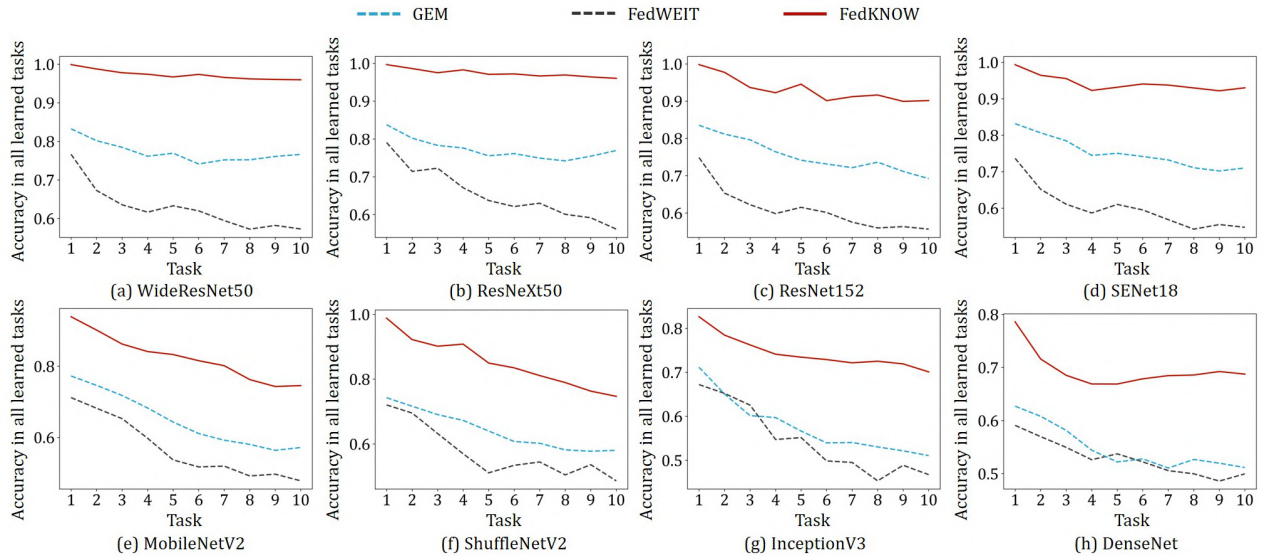 GEM FedWEIT FedKNOW
Accuracy in all learned tasks
1.0
0.9
0.8
0.7
0.6
1 2 3 4 5 6 7 8 9 10
Task
(a) WideResNet50
Accuracy in all learned tasks
1.0
0.9
0.8
0.7
0.6
1 2 3 4 5 6 7 8 9 10
Task
(b) ResNeXt50
Accuracy in all learned tasks
1.0
0.9
0.8
0.7
0.6
1 2 3 4 5 6 7 8 9 10
Task
(c) ResNet152
Accuracy in all learned tasks
1.0
0.9
0.8
0.7
0.6
1 2 3 4 5 6 7 8 9 10
Task
(d) SENet18
Accuracy in all learned tasks
0.8
0.6
1 2 3 4 5 6 7 8 9 10
Task
(e) MobileNetV2
Accuracy in all learned tasks
1.0
0.8
0.6
1 2 3 4 5 6 7 8 9 10
Task
(f) ShuffleNetV2
Accuracy in all learned tasks
0.8
0.7
0.6
0.5
1 2 3 4 5 6 7 8 9 10
Task
(g) InceptionV3
Accuracy in all learned tasks
0.8
0.7
0.6
0.5
1 2 3 4 5 6 7 8 9 10
Task
(h) DenseNet